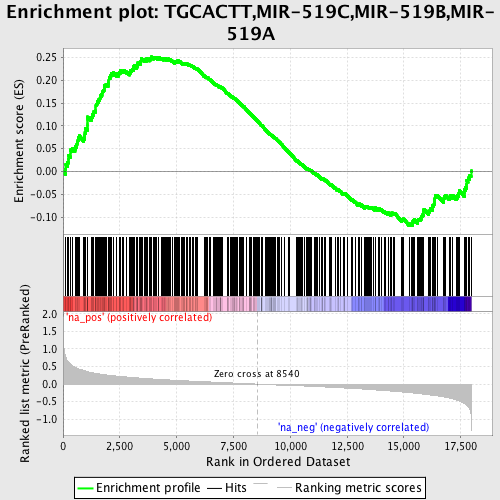 Enrichment plot: TGCACTT,MIR-519C,MIR-519B,MIR-
519A
Enrichment score (ES)
0.25
0.20
0.15
0.10
0.05
0.00
-0.05
-0.10
'na_pos' (positively correlated)
Ranked list metric (PreRanked)
2.0
1.5
1.0
0.5
0.0
-0.5
-1.0
Zero cross at 8540
'na_neg' (negatively correlated)
0
2,500
5,000
7,500
10,000
12,500
15,000
17,500
Rank in Ordered Dataset
Enrichment profile
Hits
Ranking metric scores